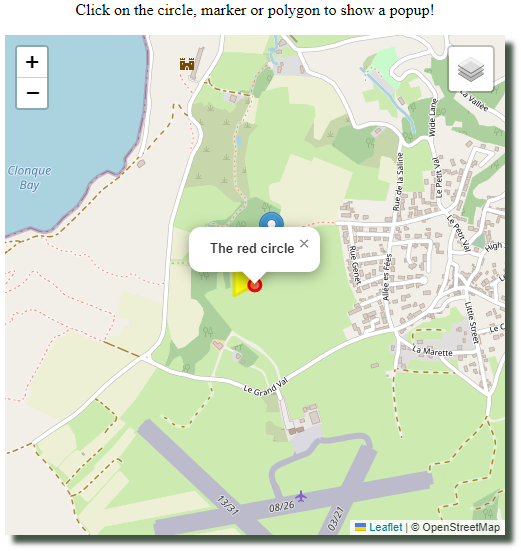 Click on the circle, marker or polygon to show a popup!
+
−
Clonque
Bay
La Vallée
Wide Lane
Le Petit Val
Rue de la Saline
Le Petit Val
High
The red circle ×
Rue Genet
Allée es Fées
Little Street
Le C
La Marette
Le Grand Val
13/31
08/26
03/21
Leaflet | © OpenStreetMap